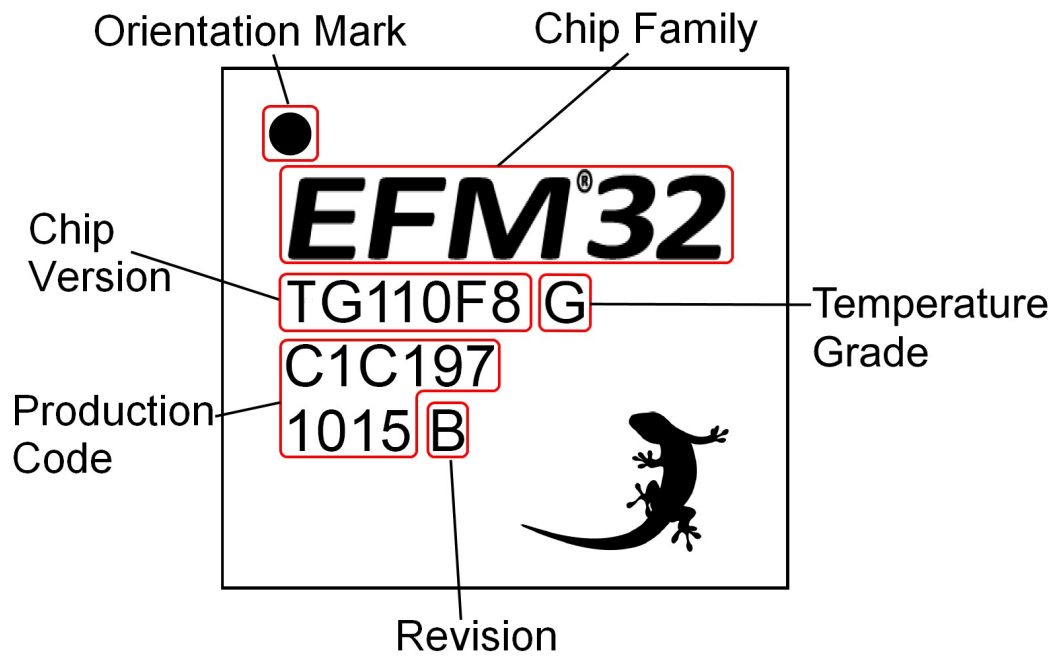 Orientation Mark
Chip Family
EFM®32
Chip
Version
TG110F8 G
Temperature
Grade
C1C197
Production
Code
1015 B
Revision